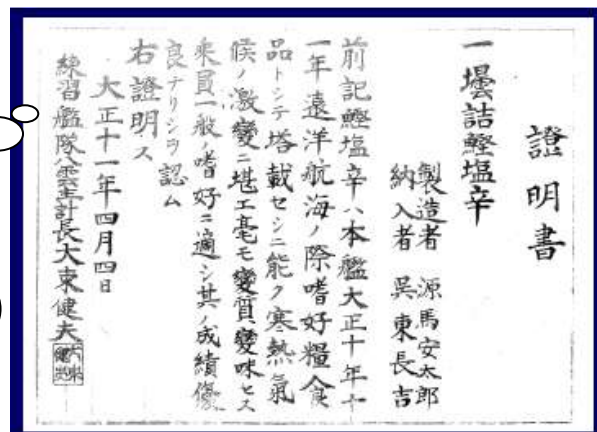 證明書
一壜詰鰹塩辛
製造者 源馬安太郎
納入者 呉東長吉
前記鰹塩辛ハ本艦大正十年十
一年遠洋航海ノ際嗜好糧食
品トシテ塔載セシニ能ク寒熱氣
候ノ激變ニ堪エ毫モ變質變味セス
乗員一般ノ嗜好ニ適シ其ノ成績優
良ナリシヲ認ム
右證明ス
大正十一年四月四日
練習艦隊八雲主計長大東健夫